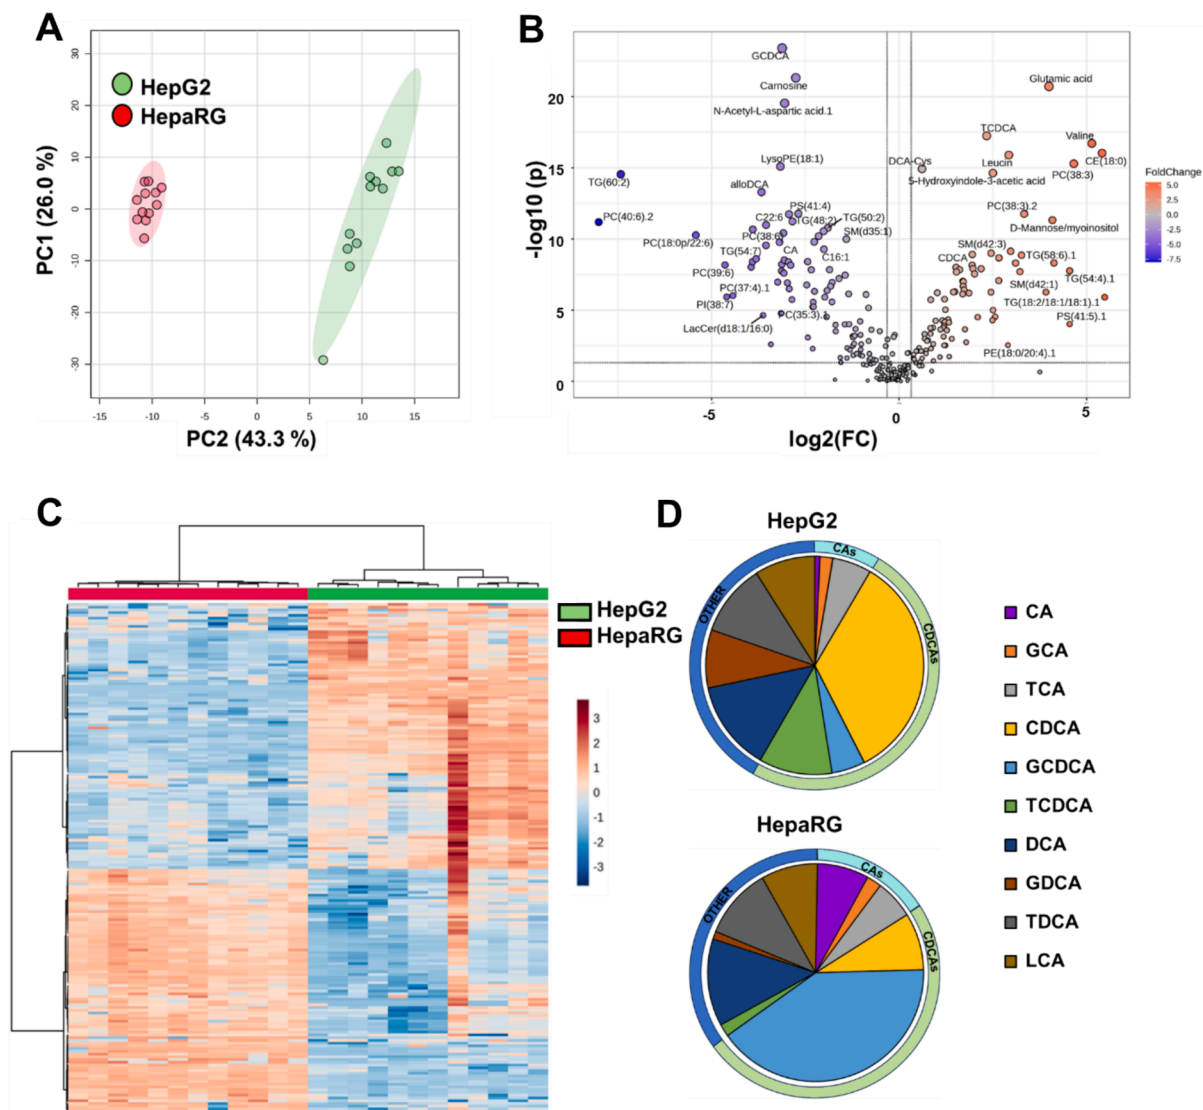 A
HepG2
HepaRG
PC1 (26.0 %)
30
20
10
0
-10
-20
-30
-15
-10
-5
0
5
10
15
PC2 (43.3 %)
B
-log10 (p)
20
15
10
5
0
-5
0
5
log2(FC)
GCDCA
Carnosine
N-Acetyl-L-aspartic acid.1
Glutamic acid
TCDCA
Valine
LysoPE(18:1)
DCA-Cys
Leucin
CE(18:0)
PC(38:3)
5-Hydroxyindole-3-acetic acid
TG(60:2)
alloDCA
PC(40:6).2
C22:6
PS(41:4)
TG(48:2)
TG(50:2)
PC(38:3).2
D-Mannose/myoinositol
PC(18:0p/22:6)
PC(38:6)
SM(d35:1)
TG(54:7)
CA
C16:1
SM(d42:3)
CDCA
TG(58:6).1
PC(39:6)
TG(54:4).1
PC(37:4).1
SM(d42:1)
PI(38:7)
TG(18:2/18:1/18:1).1
LacCer(d18:1/16:0)
PC(35:3).1
PS(41:5).1
PE(18:0/20:4).1
FoldChange
5.0
2.5
0.0
-2.5
-5.0
-7.5
C
HepG2
HepaRG
3
2
1
0
-1
-2
-3
D
HepG2
CAs
CDCAs
OTHER
HepaRG
CAs
CDCAs
OTHER
CA
GCA
TCA
CDCA
GCDCA
TCDCA
DCA
GDCA
TDCA
LCA